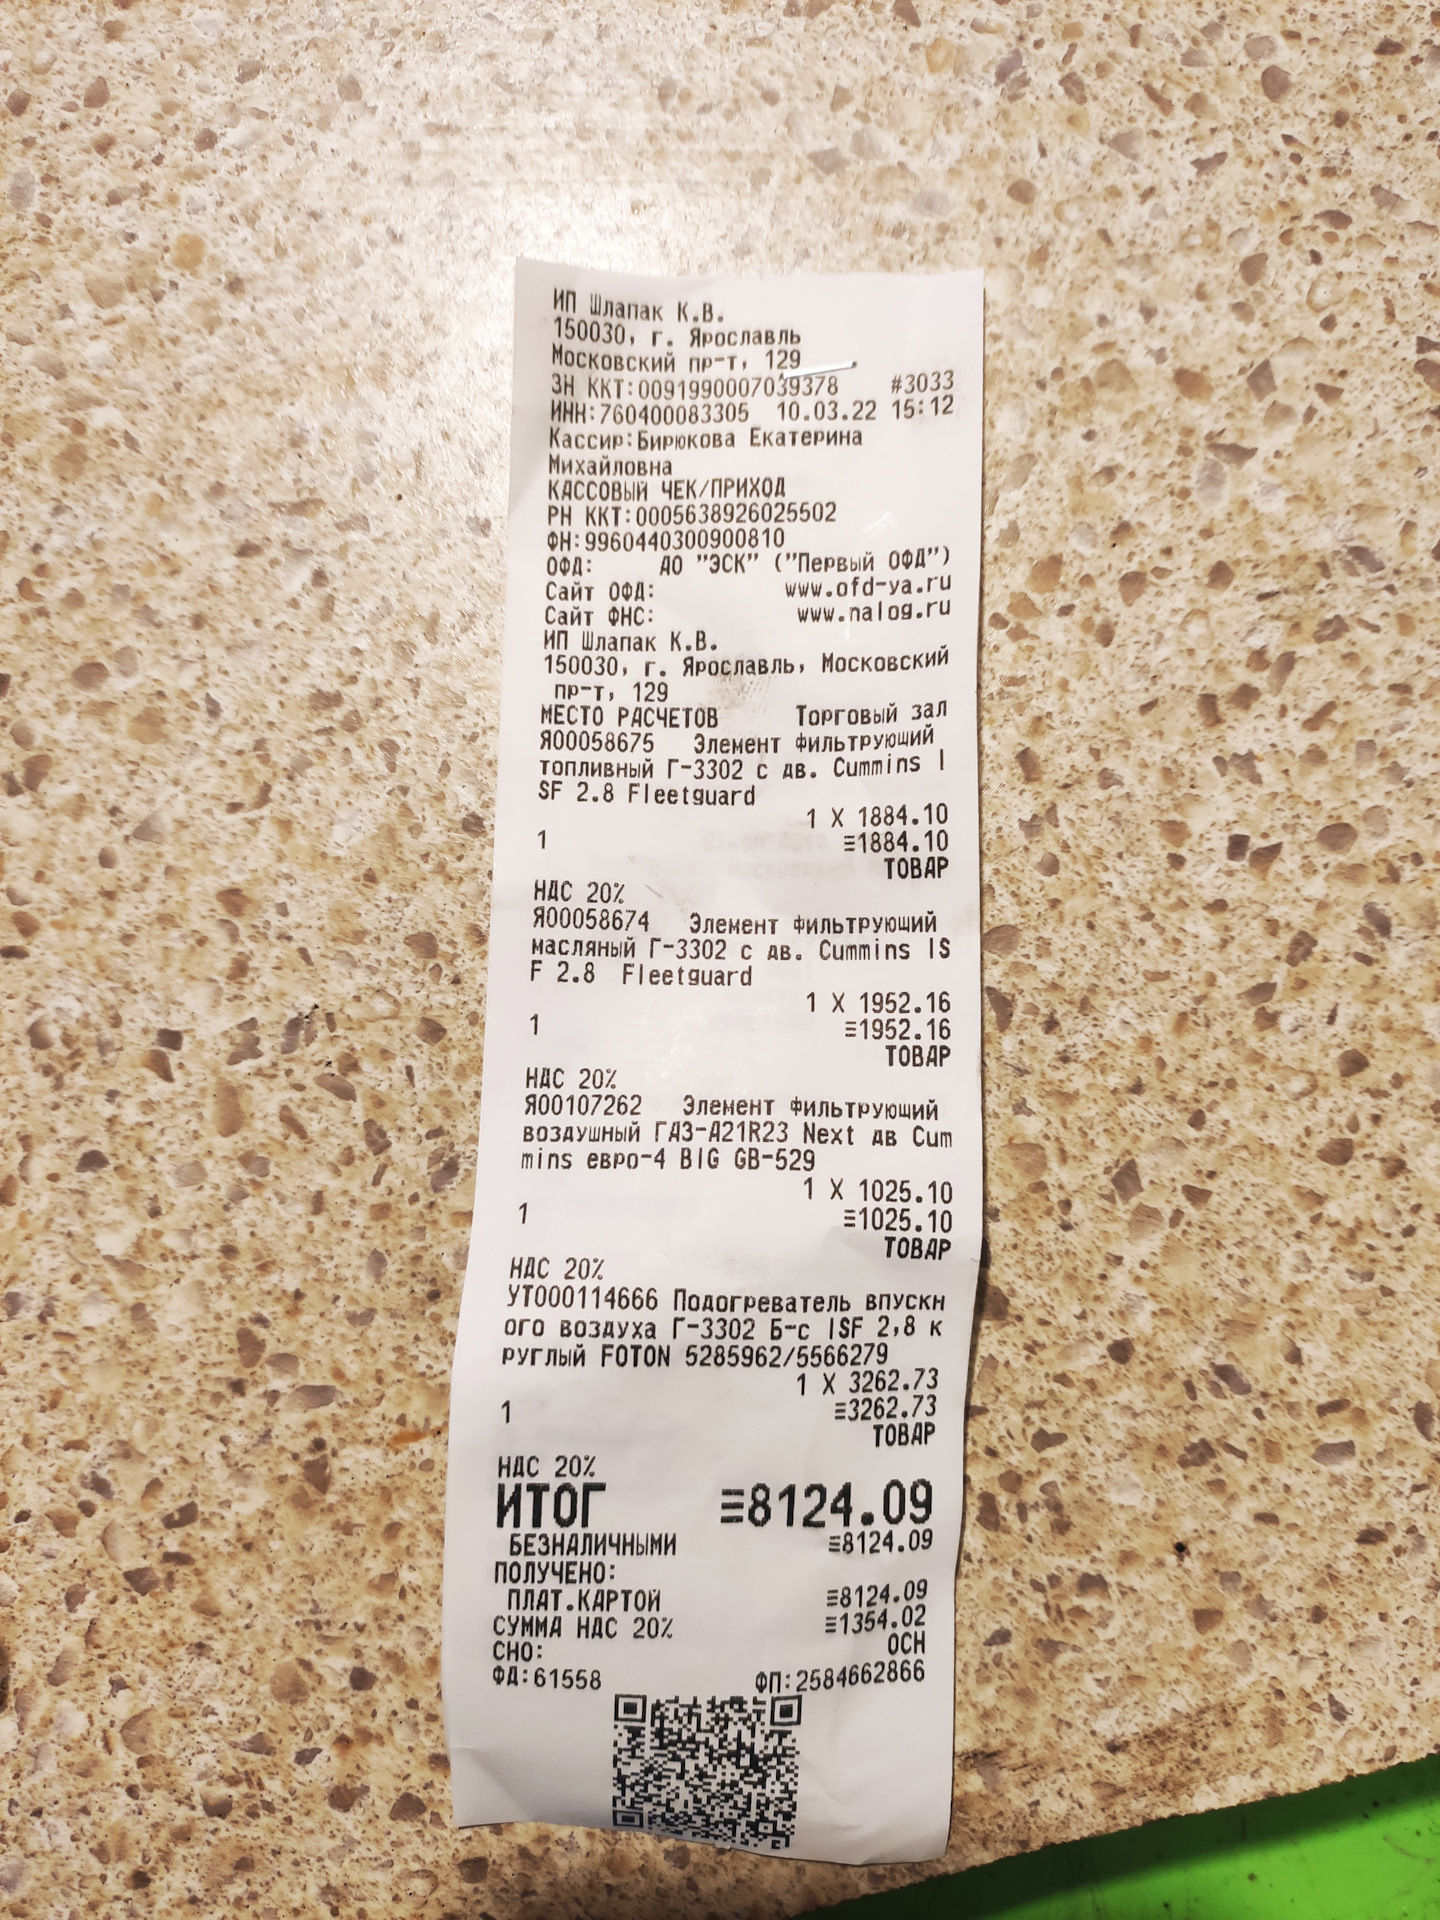 ИП Шлапак К.В.
150030, г. Ярославль
Московский пр-т, 129
ЗН ККТ:0091990007039378 #3033
ИНН:760400083305 10.03.22 15:12
Кассир:Бирюкова Екатерина
Михайловна
КАССОВЫЙ ЧЕК/ПРИХОД
РН ККТ:0005638926025502
ФН:9960440300900810
ОФД: АО "ЭСК" ("Первый ОФД")
Сайт ОФД: www.ofd-ya.ru
Сайт ФНС: www.nalog.ru
ИП Шлапак К.В.
150030, г. Ярославль, Московский
пр-т, 129
МЕСТО РАСЧЕТОВ Торговый зал
Я00058675 Элемент фильтрующий
топливный Г-3302 с дв. Cummins I
SF 2.8 Fleetguard
1 X 1884.10
1 ≡1884.10
ТОВАР
НДС 20%
Я00058674 Элемент фильтрующий
масляный Г-3302 с дв. Cummins IS
F 2.8 Fleetguard
1 X 1952.16
1 ≡1952.16
ТОВАР
НДС 20%
Я00107262 Элемент фильтрующий
воздушный ГАЗ-А21R23 Next дв Cum
mins евро-4 BIG GB-529
1 X 1025.10
1 ≡1025.10
ТОВАР
НДС 20%
УТ000114666 Подогреватель впускн
ого воздуха Г-3302 Б-с ISF 2,8 к
руглый FOTON 5285962/5566279
1 X 3262.73
1 ≡3262.73
ТОВАР
НДС 20%
ИТОГ ≡8124.09
БЕЗНАЛИЧНЫМИ ≡8124.09
ПОЛУЧЕНО:
ПЛАТ.КАРТОЙ ≡8124.09
СУММА НДС 20% ≡1354.02
СНО: ОСН
ФД:61558 ФП:2584662866